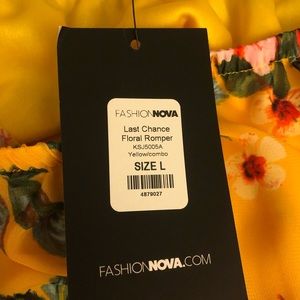 FASHIONNOVA
Last Chance
Floral Romper
KSJ5005A
Yellow/combo
SIZE L
4879027
FASHIONNOVA.COM